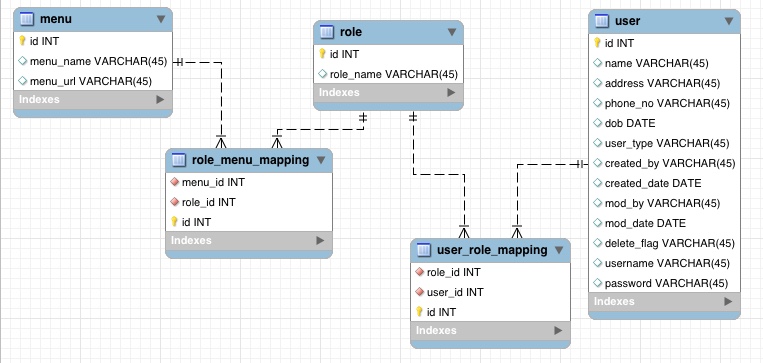 menu
id INT
menu_name VARCHAR(45)
menu_url VARCHAR(45)
Indexes
role
id INT
role_name VARCHAR(45)
Indexes
user
id INT
name VARCHAR(45)
address VARCHAR(45)
phone_no VARCHAR(45)
dob DATE
user_type VARCHAR(45)
created_by VARCHAR(45)
created_date DATE
mod_by VARCHAR(45)
mod_date DATE
delete_flag VARCHAR(45)
username VARCHAR(45)
password VARCHAR(45)
Indexes
role_menu_mapping
menu_id INT
role_id INT
id INT
Indexes
user_role_mapping
role_id INT
user_id INT
id INT
Indexes